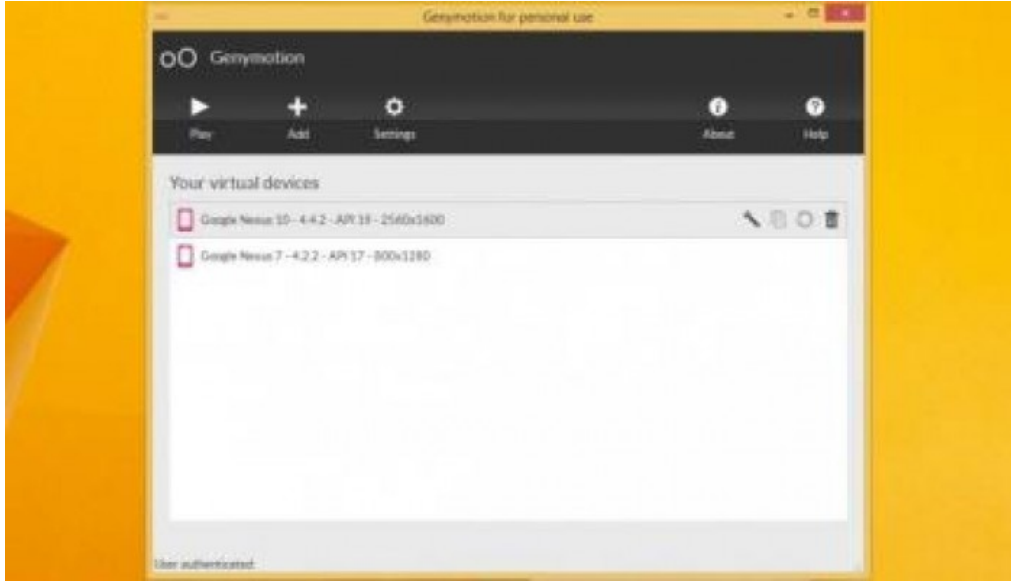 Genymotion for personal use
Genymotion
Play Add Settings About Help
Your virtual devices
Google Nexus 10 - 4.4.2 - API 19 - 2560x1600
Google Nexus 7 - 4.2.2 - API 17 - 800x1280
User authenticated